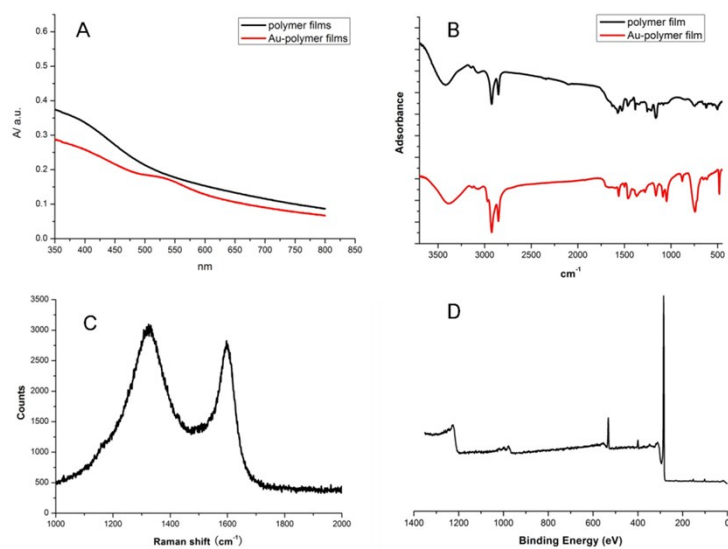 A
polymer films
Au-polymer films
A/ a.u.
0.6
0.5
0.4
0.3
0.2
0.1
0.0
350 400 450 500 550 600 650 700 750 800 850
nm
B
polymer film
Au-polymer film
Adsorbance
3500 3000 2500 2000 1500 1000 500
cm-1
C
Counts
3500
3000
2500
2000
1500
1000
500
0
1000 1200 1400 1600 1800 2000
Raman shift (cm-1)
D
1400 1200 1000 800 600 400 200 0
Binding Energy (eV)